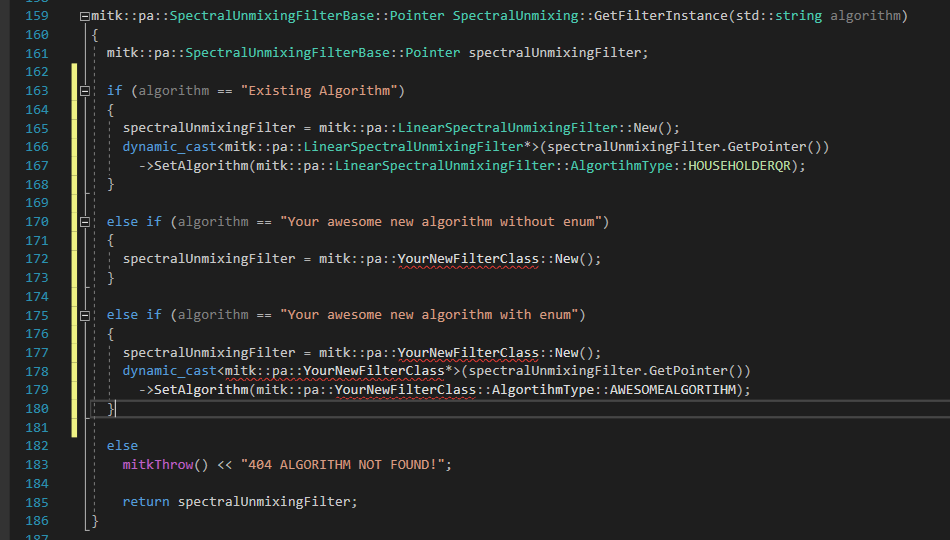 159 mitk::pa::SpectralUnmixingFilterBase::Pointer SpectralUnmixing::GetFilterInstance(std::string algorithm)
160 {
161 mitk::pa::SpectralUnmixingFilterBase::Pointer spectralUnmixingFilter;
162
163 if (algorithm == "Existing Algorithm")
164 {
165 spectralUnmixingFilter = mitk::pa::LinearSpectralUnmixingFilter::New();
166 dynamic_cast<mitk::pa::LinearSpectralUnmixingFilter*>(spectralUnmixingFilter.GetPointer())
167 ->SetAlgorithm(mitk::pa::LinearSpectralUnmixingFilter::AlgortihmType::HOUSEHOLDERQR);
168 }
169
170 else if (algorithm == "Your awesome new algorithm without enum")
171 {
172 spectralUnmixingFilter = mitk::pa::YourNewFilterClass::New();
173 }
174
175 else if (algorithm == "Your awesome new algorithm with enum")
176 {
177 spectralUnmixingFilter = mitk::pa::YourNewFilterClass::New();
178 dynamic_cast<mitk::pa::YourNewFilterClass*>(spectralUnmixingFilter.GetPointer())
179 ->SetAlgorithm(mitk::pa::YourNewFilterClass::AlgortihmType::AWESOMEALGORTIHM);
180 }
181
182 else
183 mitkThrow() << "404 ALGORITHM NOT FOUND!";
184
185 return spectralUnmixingFilter;
186 }